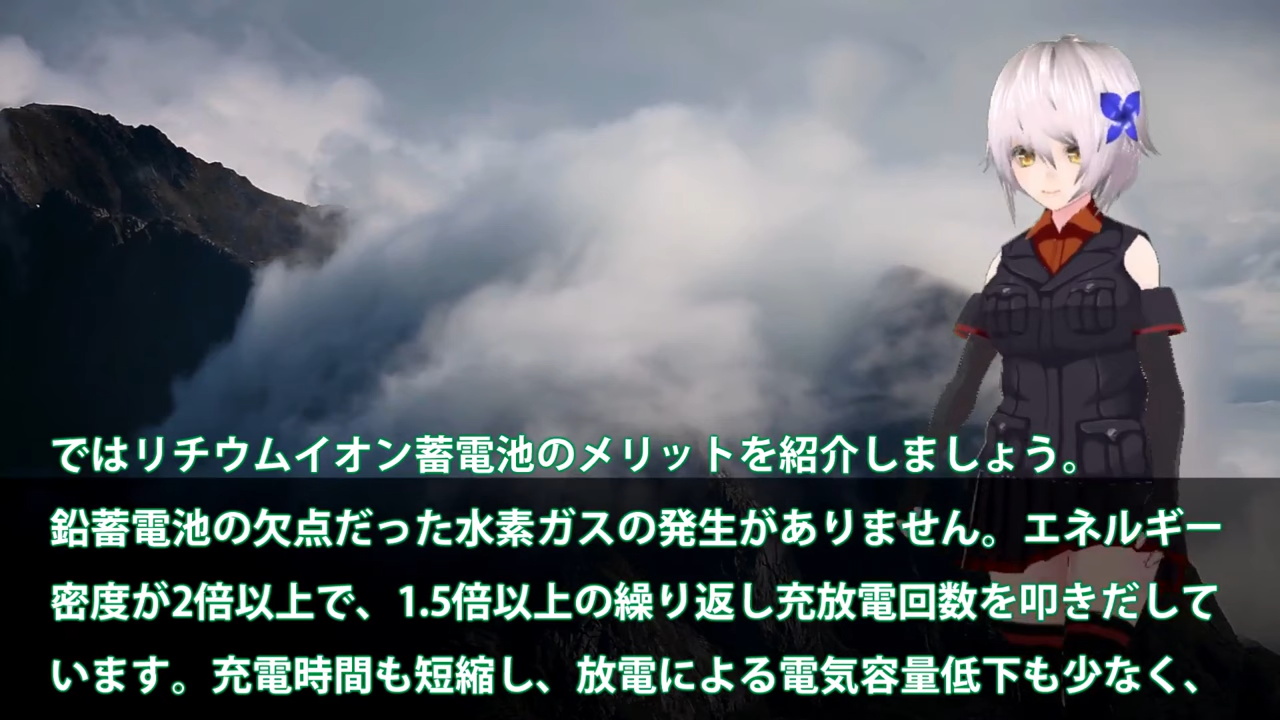 ではリチウムイオン蓄電池のメリットを紹介しましょう。
鉛蓄電池の欠点だった水素ガスの発生がありません。エネルギー
密度が2倍以上で、1.5倍以上の繰り返し充放電回数を叩きだして
います。充電時間も短縮し、放電による電気容量低下も少なく、